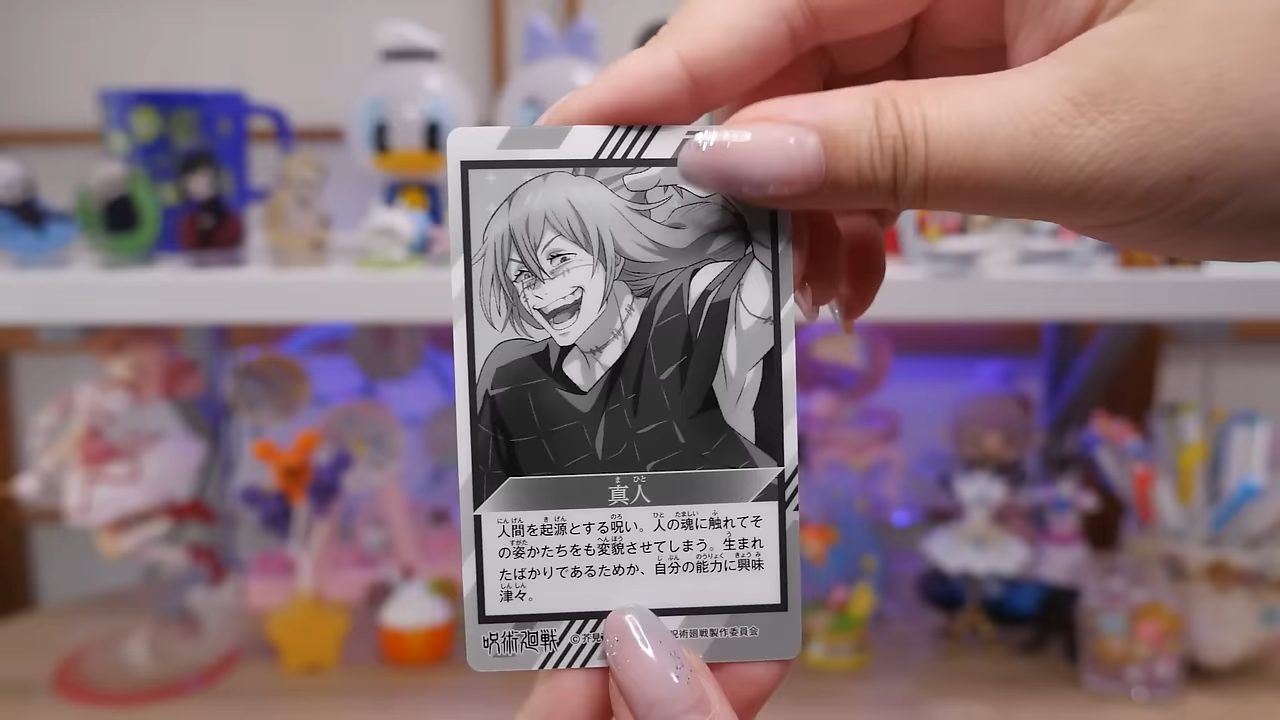 真人
人間を起源とする呪い。人の魂に触れてそ
の姿かたちをも変貌させてしまう。生まれ
たばかりであるためか、自分の能力に興味
津々。
呪術廻戦 ©芥見 呪術廻戦製作委員会